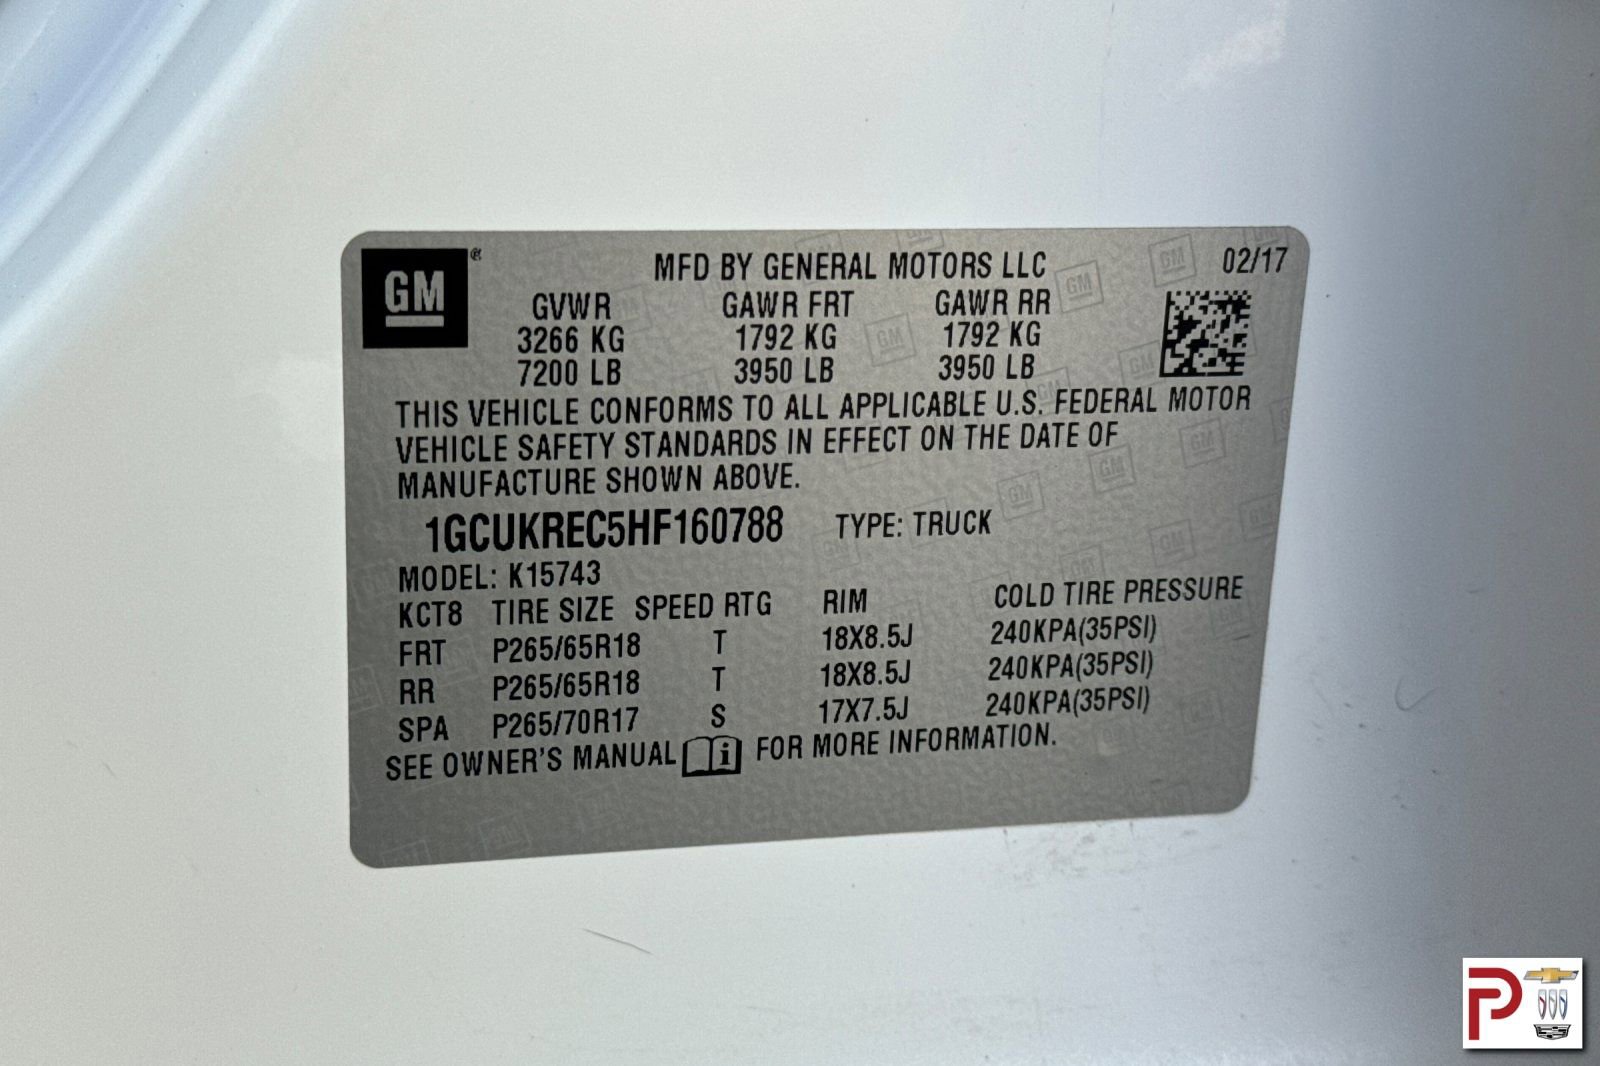 GM®
MFD BY GENERAL MOTORS LLC 02/17
GVWR GAWR FRT GAWR RR
3266 KG 1792 KG 1792 KG
7200 LB 3950 LB 3950 LB
THIS VEHICLE CONFORMS TO ALL APPLICABLE U.S. FEDERAL MOTOR
VEHICLE SAFETY STANDARDS IN EFFECT ON THE DATE OF
MANUFACTURE SHOWN ABOVE.
1GCUKREC5HF160788 TYPE: TRUCK
MODEL: K15743
KCT8 TIRE SIZE SPEED RTG RIM COLD TIRE PRESSURE
FRT P265/65R18 T 18X8.5J 240KPA(35PSI)
RR P265/65R18 T 18X8.5J 240KPA(35PSI)
SPA P265/70R17 S 17X7.5J 240KPA(35PSI)
SEE OWNER'S MANUAL i FOR MORE INFORMATION.
P